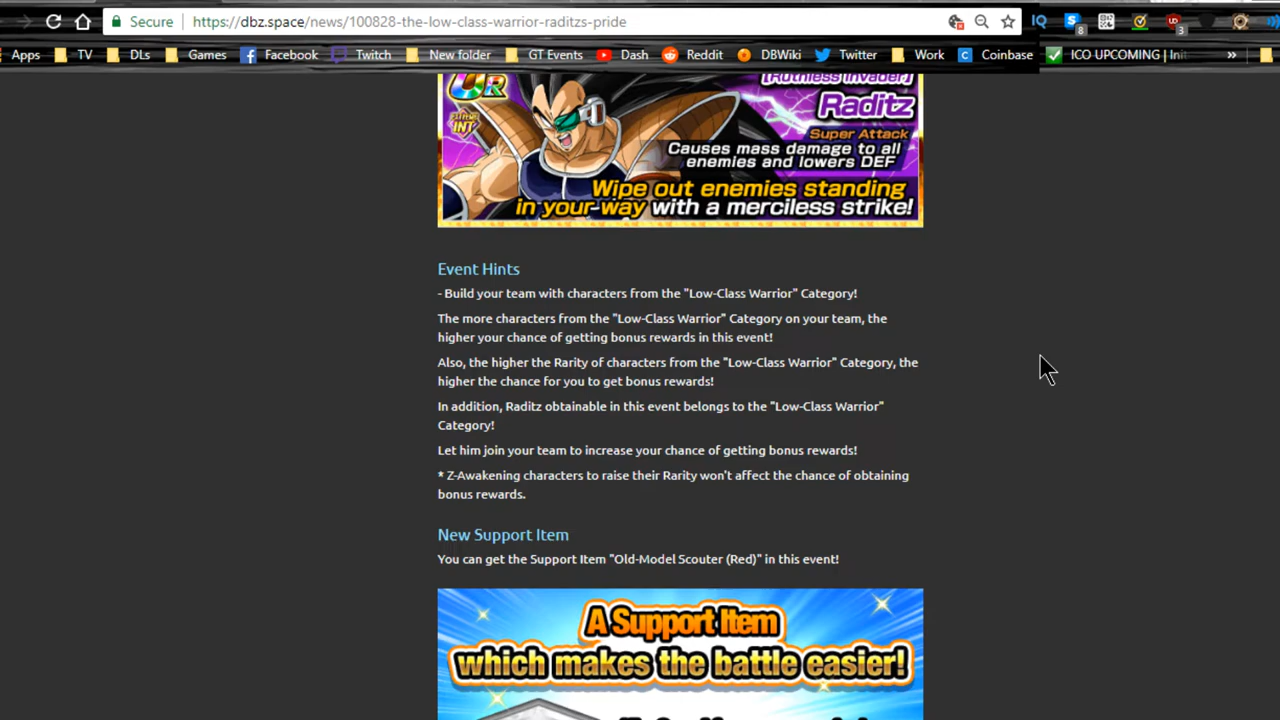 Secure https://dbz.space/news/100828-the-low-class-warrior-raditzs-pride
8
3
Apps TV DLs Games Facebook Twitch New folder GT Events Dash Reddit DBWiki Twitter Work Coinbase ICO UPCOMING | Ini »
UR
[Ruthless Invader]
INT
Raditz
Super Attack
Causes mass damage to all
enemies and lowers DEF
Wipe out enemies standing
in your way with a merciless strike!
Event Hints
- Build your team with characters from the "Low-Class Warrior" Category!
The more characters from the "Low-Class Warrior" Category on your team, the
higher your chance of getting bonus rewards in this event!
Also, the higher the Rarity of characters from the "Low-Class Warrior" Category, the
higher the chance for you to get bonus rewards!
In addition, Raditz obtainable in this event belongs to the "Low-Class Warrior"
Category!
Let him join your team to increase your chance of getting bonus rewards!
* Z-Awakening characters to raise their Rarity won't affect the chance of obtaining
bonus rewards.
New Support Item
You can get the Support Item "Old-Model Scouter (Red)" in this event!
A Support Item
which makes the battle easier!